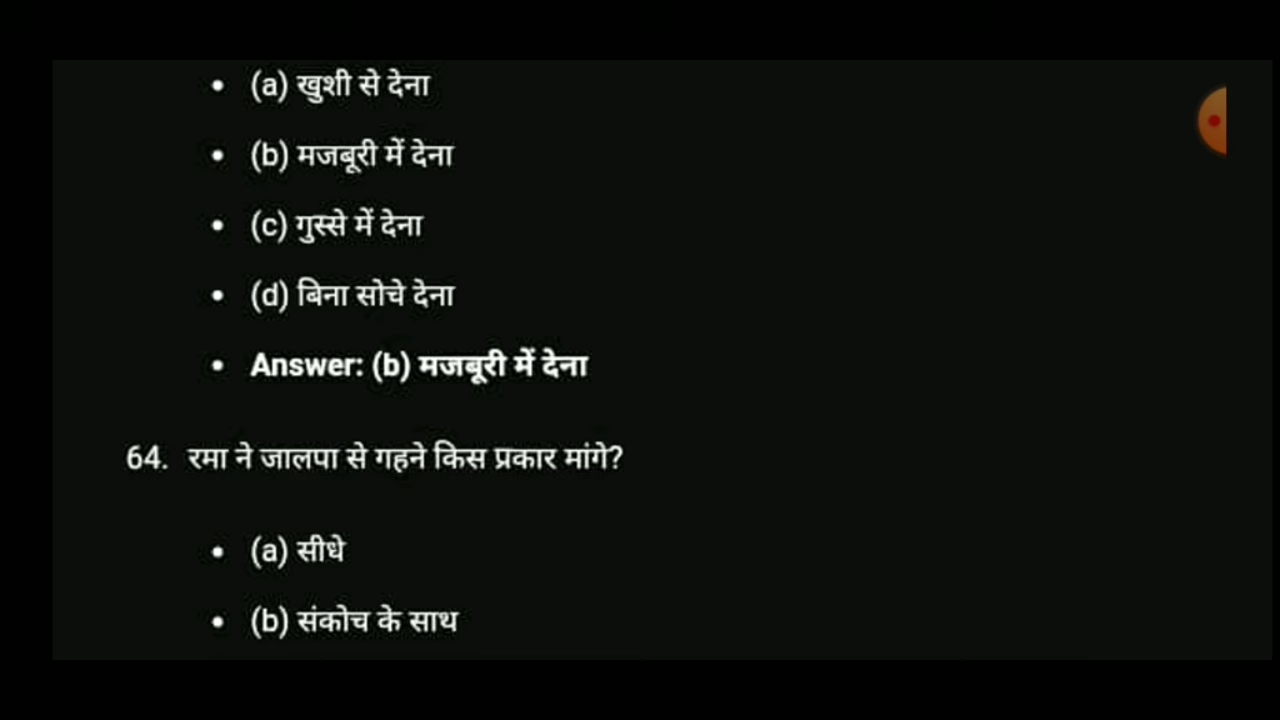 (a) खुशी से देना
(b) मजबूरी में देना
(c) गुस्से में देना
(d) बिना सोचे देना
Answer: (b) मजबूरी में देना
64. रमा ने जालपा से गहने किस प्रकार मांगे?
(a) सीधे
(b) संकोच के साथ